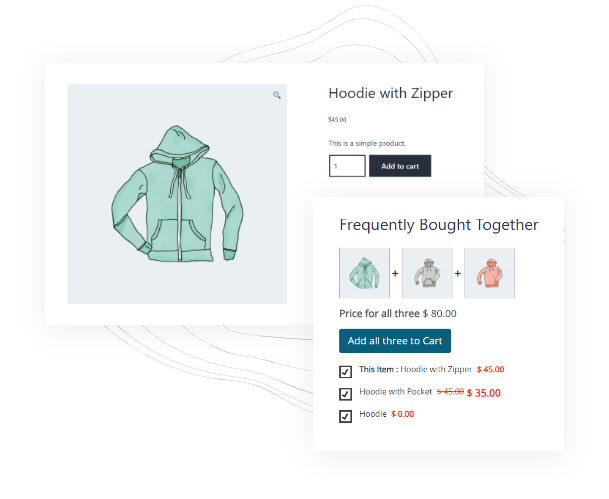 Hoodie with Zipper
$45.00
This is a simple product.
1
Add to cart
Frequently Bought Together
+ +
Price for all three $ 80.00
Add all three to Cart
This Item : Hoodie with Zipper $ 45.00
Hoodie with Pocket $ 45.00 $ 35.00
Hoodie $ 0.00